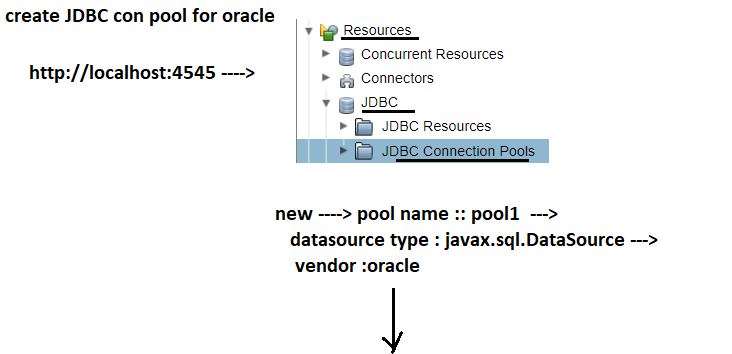 create JDBC con pool for oracle
http://localhost:4545 ---->
Resources
Concurrent Resources
Connectors
JDBC
JDBC Resources
JDBC Connection Pools
new ----> pool name :: pool1 --->
datasource type : javax.sql.DataSource --->
vendor :oracle